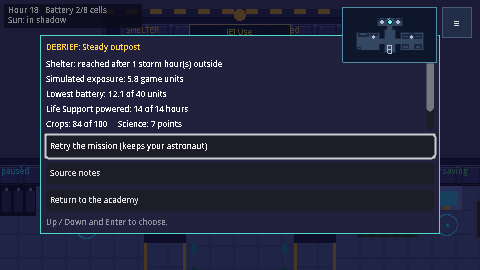 Hour 18 Battery 2/8 cells
Sun: in shadow
SHELTER
[E] Use
≡
DEBRIEF: Steady outpost
Shelter: reached after 1 storm hour(s) outside
Simulated exposure: 5.8 game units
Lowest battery: 12.1 of 40 units
Life Support powered: 14 of 14 hours
Crops: 84 of 100 Science: 7 points
Retry the mission (keeps your astronaut)
paused
saving
Source notes
Return to the academy
Up / Down and Enter to choose.